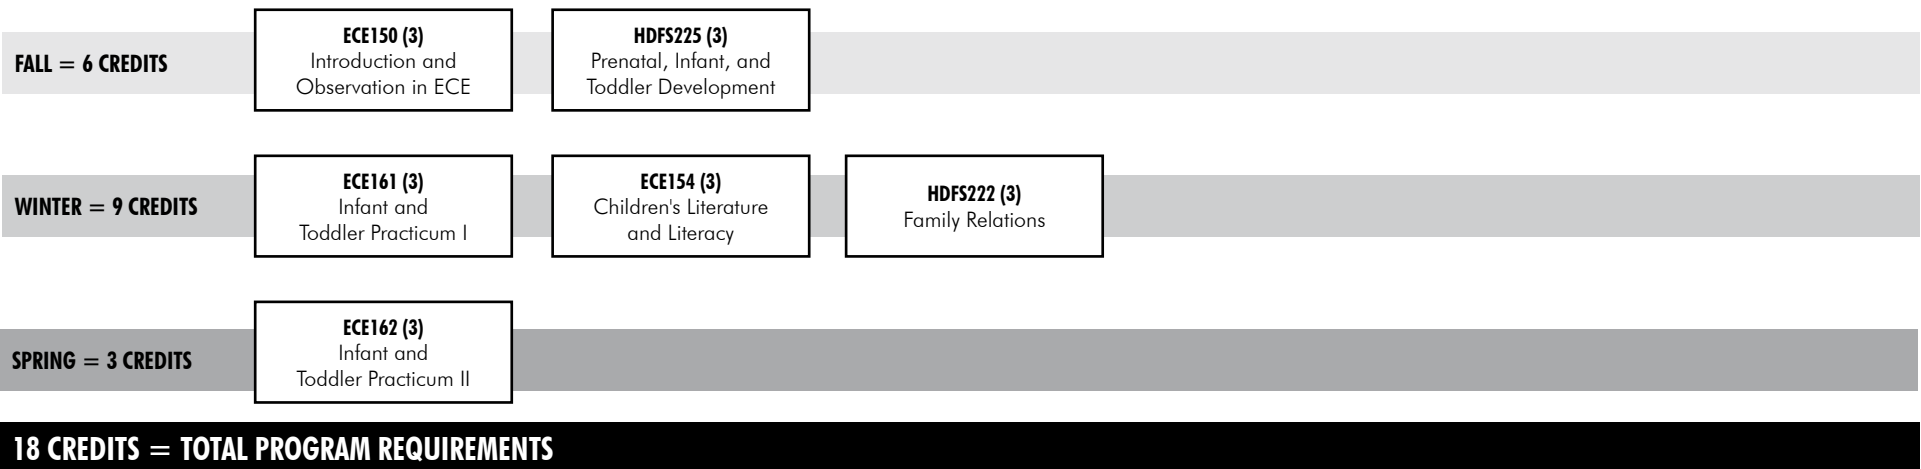 FALL = 6 CREDITS
ECE150 (3)
Introduction and
Observation in ECE
HDFS225 (3)
Prenatal, Infant, and
Toddler Development
WINTER = 9 CREDITS
ECE161 (3)
Infant and
Toddler Practicum I
ECE154 (3)
Children's Literature
and Literacy
HDFS222 (3)
Family Relations
SPRING = 3 CREDITS
ECE162 (3)
Infant and
Toddler Practicum II
18 CREDITS = TOTAL PROGRAM REQUIREMENTS